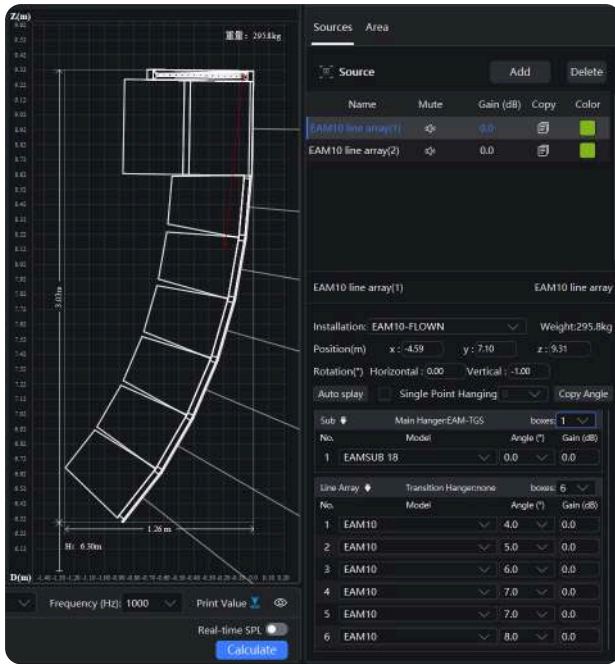 Z(m)
重量： 295.8kg
3.03m
1.26 m
H: 6.30m
D(m)
Frequency (Hz): 1000 Print Value
Real-time SPL
Calculate
Sources Area
Source Add Delete
Name Mute Gain (dB) Copy Color
EAM10 line array(1) 0.0
EAM10 line array(2) 0.0
EAM10 line array(1) EAM10 line array
Installation: EAM10-FLOWN Weight:295.8kg
Position(m) x : -4.59 y : 7.10 z : 9.31
Rotation(°) Horizontal : 0.00 Vertical : -1.00
Auto splay Single Point Hanging Copy Angle
Sub Main Hanger:EAM-TGS boxes: 1
No. Model Angle (°) Gain (dB)
1 EAMSUB 18 0.0 0.0
Line Array Transition Hanger:none boxes: 6
No. Model Angle (°) Gain (dB)
1 EAM10 4.0 0.0
2 EAM10 5.0 0.0
3 EAM10 6.0 0.0
4 EAM10 7.0 0.0
5 EAM10 7.0 0.0
6 EAM10 8.0 0.0